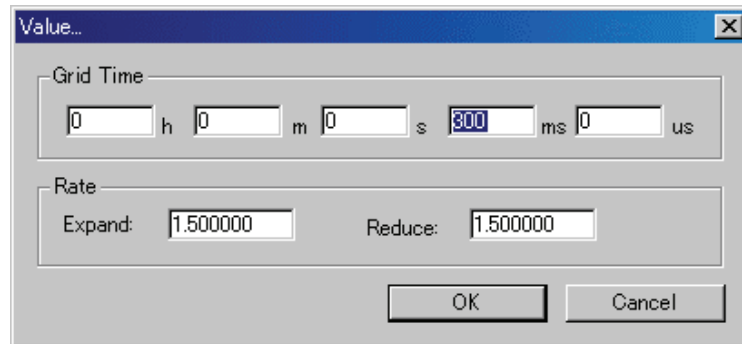 Value...
Grid Time
0 h 0 m 0 s 300 ms 0 us
Rate
Expand: 1.500000 Reduce: 1.500000
OK Cancel